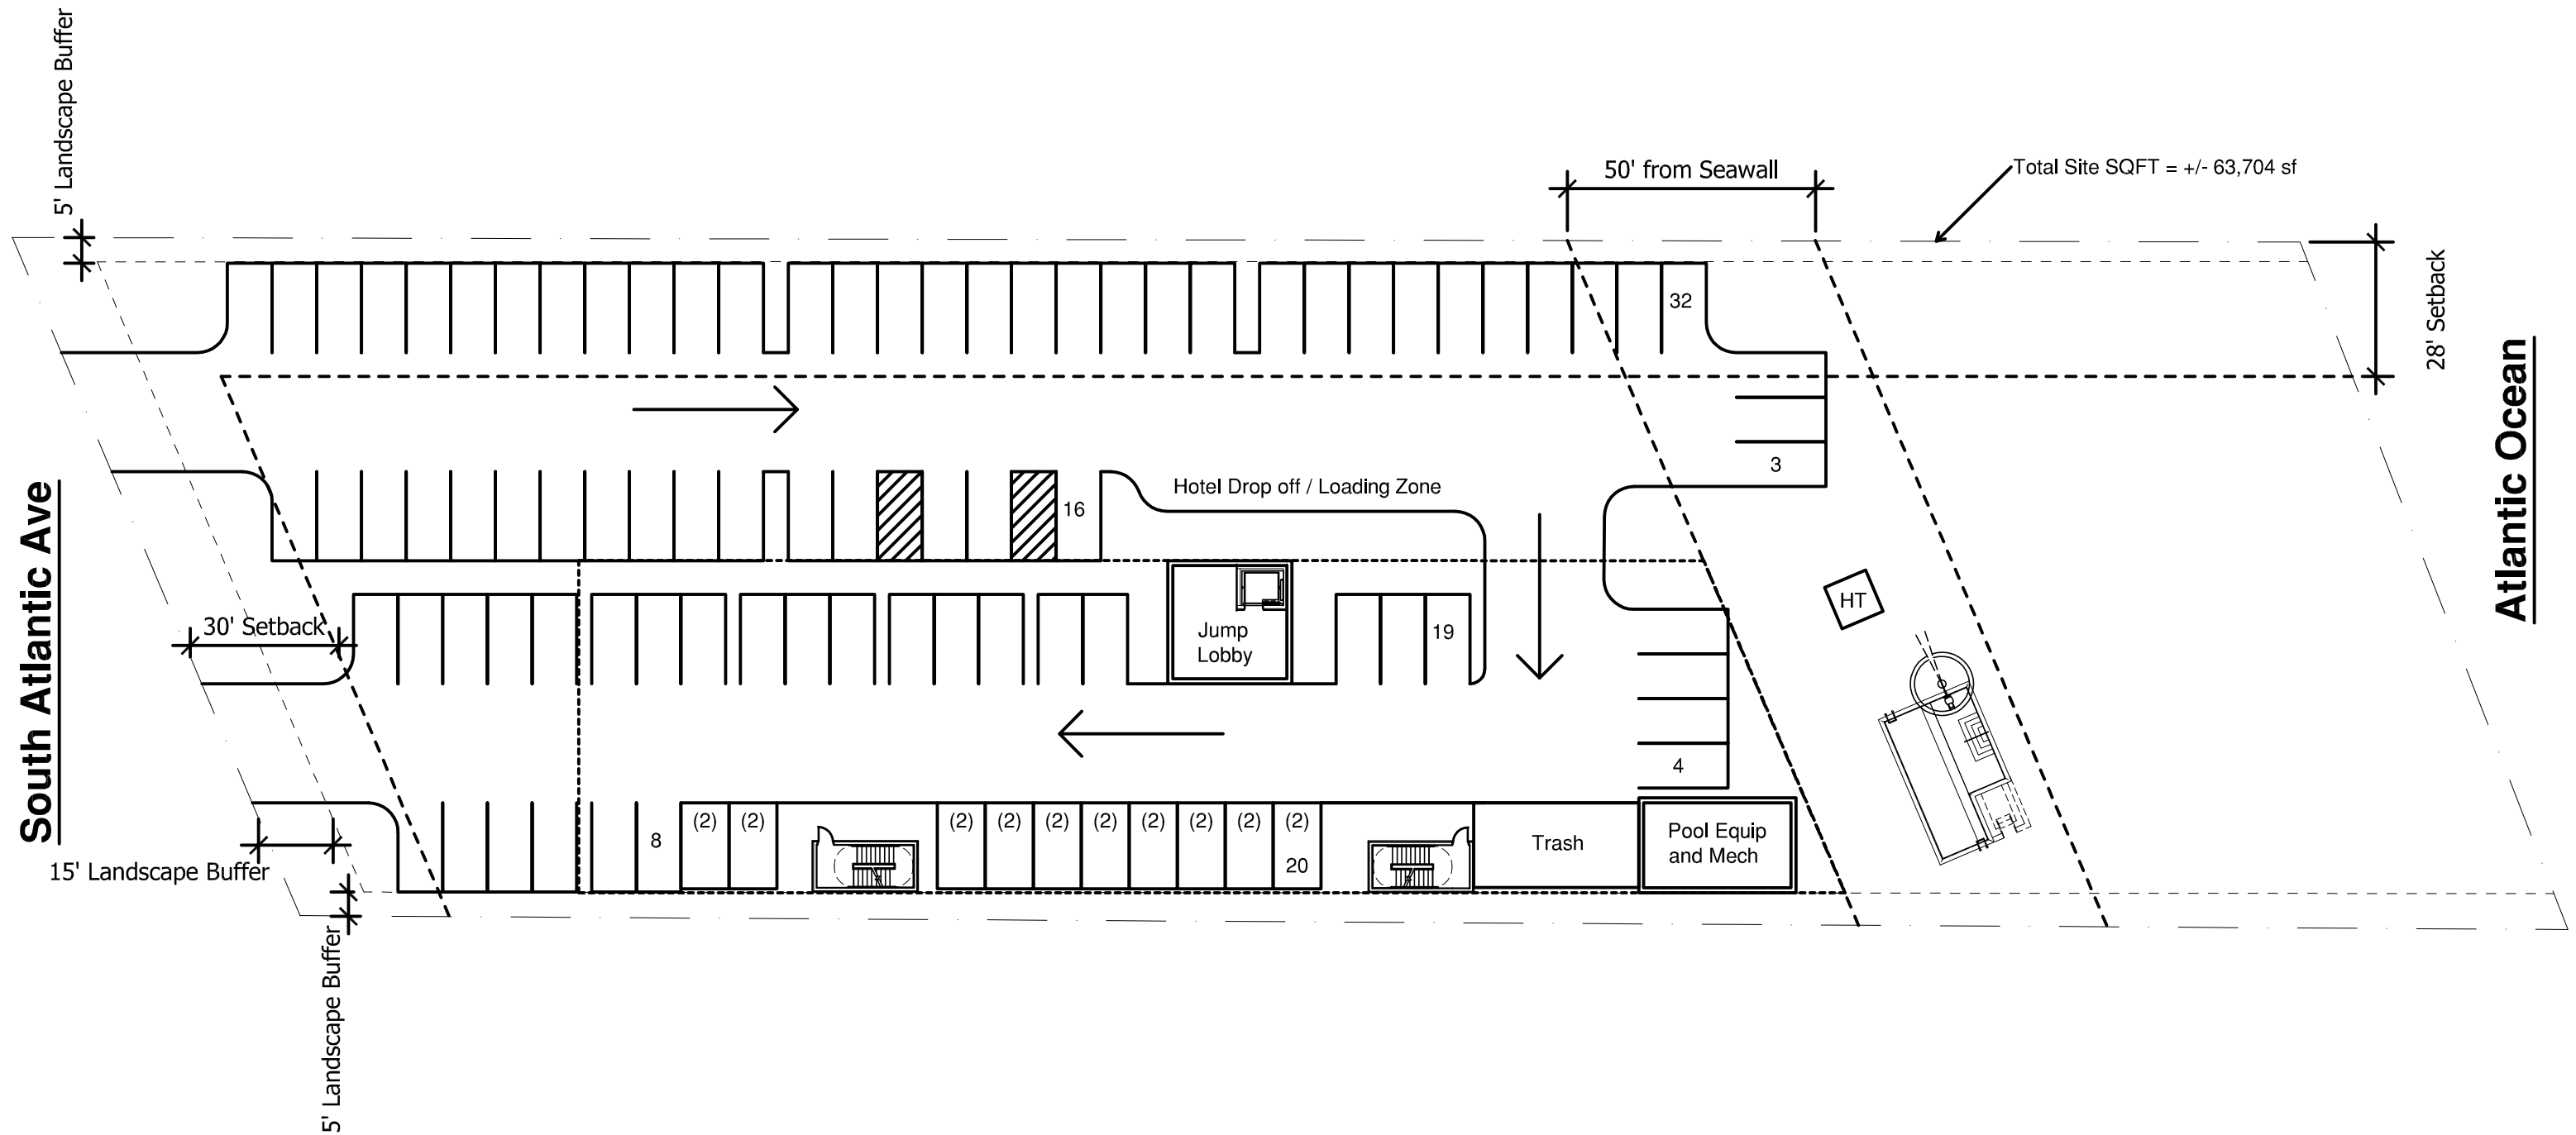 5' Landscape Buffer
50' from Seawall
Total Site SQFT = +/- 63,704 sf
28' Setback
32
3
Hotel Drop off / Loading Zone
16
South Atlantic Ave
Atlantic Ocean
30' Setback
Jump
Lobby
19
HT
4
15' Landscape Buffer
8
(2)
(2)
(2)
(2)
(2)
(2)
(2)
(2)
(2)
(2)
20
Trash
Pool Equip
and Mech
5' Landscape Buffer